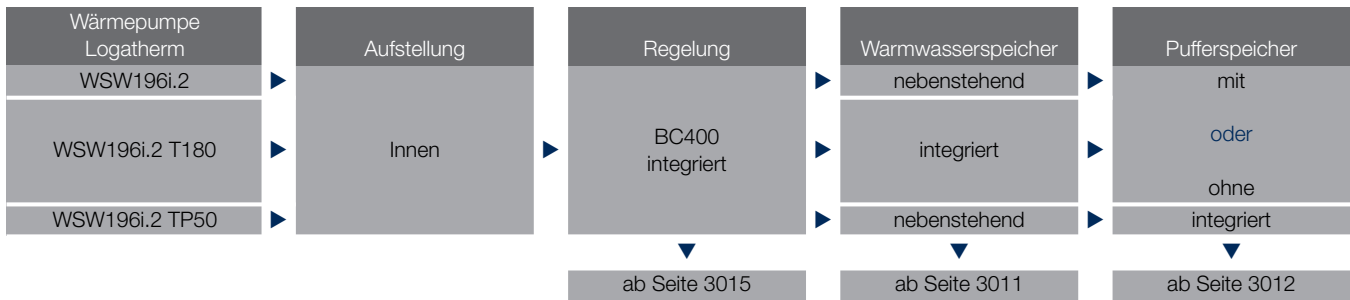 Wärmepumpe
Logatherm
Aufstellung
Regelung
Warmwasserspeicher
Pufferspeicher
WSW196i.2
nebenstehend
mit
WSW196i.2 T180
Innen
BC400
integriert
integriert
oder
ohne
WSW196i.2 TP50
nebenstehend
integriert
ab Seite 3015
ab Seite 3011
ab Seite 3012